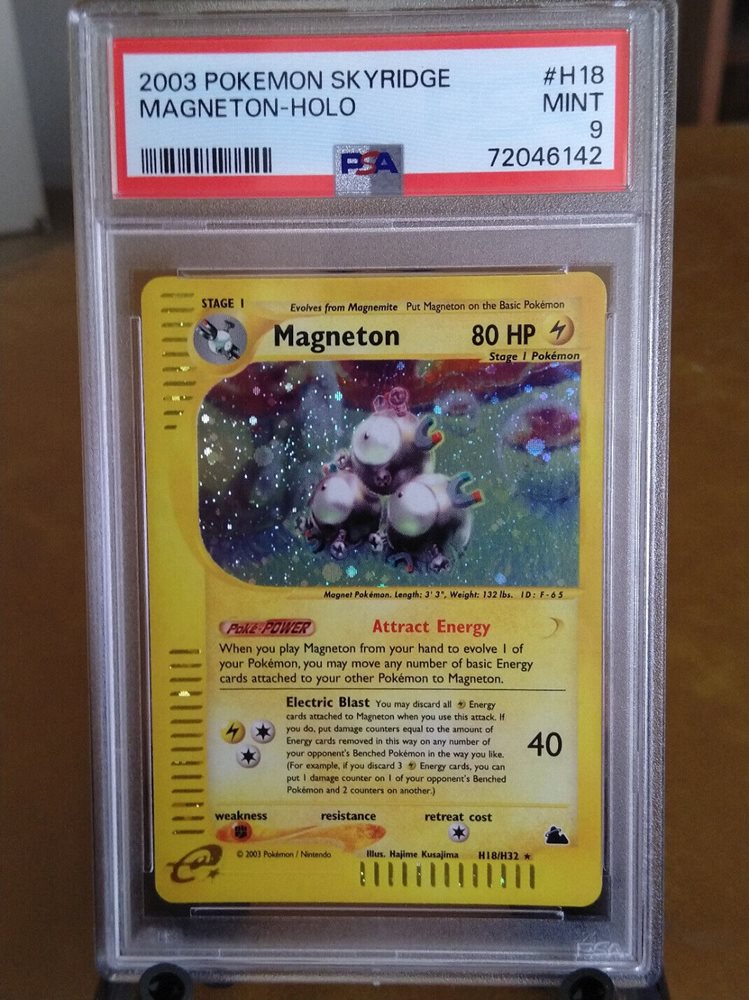 2003 POKEMON SKYRIDGE #H18
MAGNETON-HOLO MINT
9
PSA 72046142
STAGE 1 Evolves from Magnemite Put Magneton on the Basic Pokémon
Magneton 80 HP
Stage 1 Pokémon
Magnet Pokémon. Length: 3' 3", Weight: 132 lbs. ID: F-65
Poké-POWER Attract Energy
When you play Magneton from your hand to evolve 1 of
your Pokémon, you may move any number of basic Energy
cards attached to your other Pokémon to Magneton.
Electric Blast You may discard all Energy
cards attached to Magneton when you use this attack. If
you do, put damage counters equal to the amount of
Energy cards removed in this way on any number of
your opponent's Benched Pokémon in the way you like.
(For example, if you discard 3 Energy cards, you can
put 1 damage counter on 1 of your opponent's Benched
Pokémon and 2 counters on another.)
40
weakness resistance retreat cost
e © 2003 Pokémon / Nintendo Illus. Hajime Kusajima H18/H32 ★
PSA